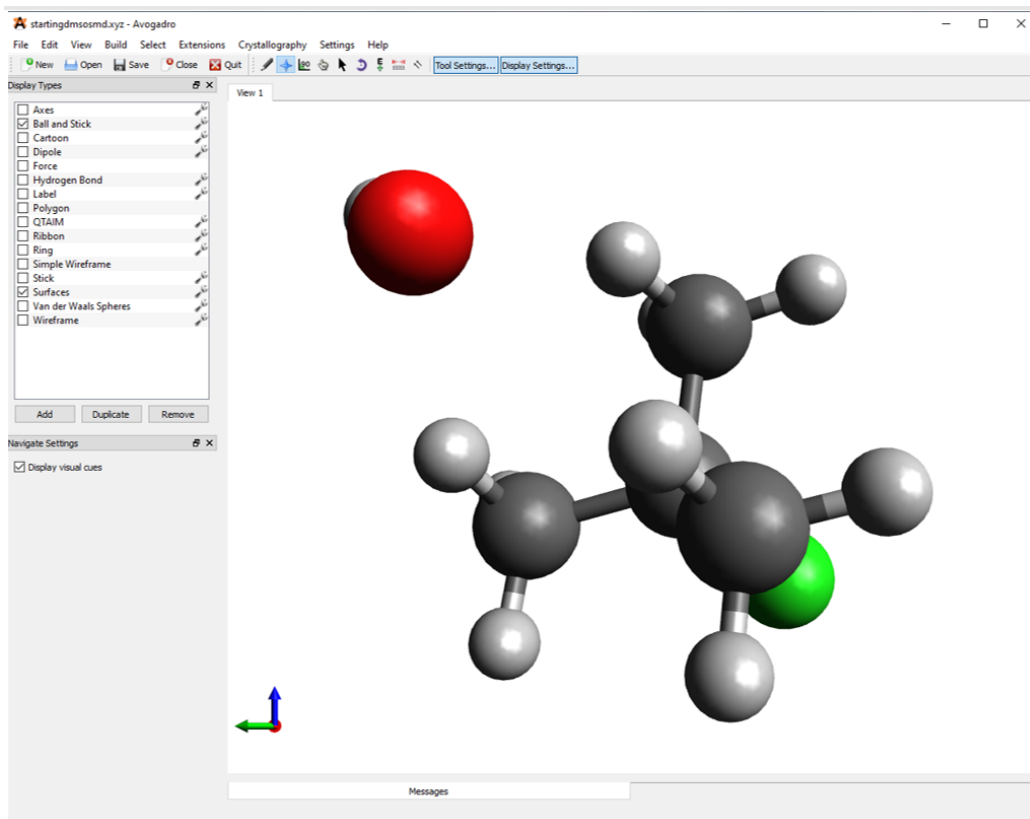 startingdmsosmd.xyz - Avogadro
File Edit View Build Select Extensions Crystallography Settings Help
New Open Save Close Quit Tool Settings... Display Settings...
Display Types
View 1
Axes
Ball and Stick
Cartoon
Dipole
Force
Hydrogen Bond
Label
Polygon
QTAIM
Ribbon
Ring
Simple Wireframe
Stick
Surfaces
Van der Waals Spheres
Wireframe
Add Duplicate Remove
Navigate Settings
Display visual cues
Messages